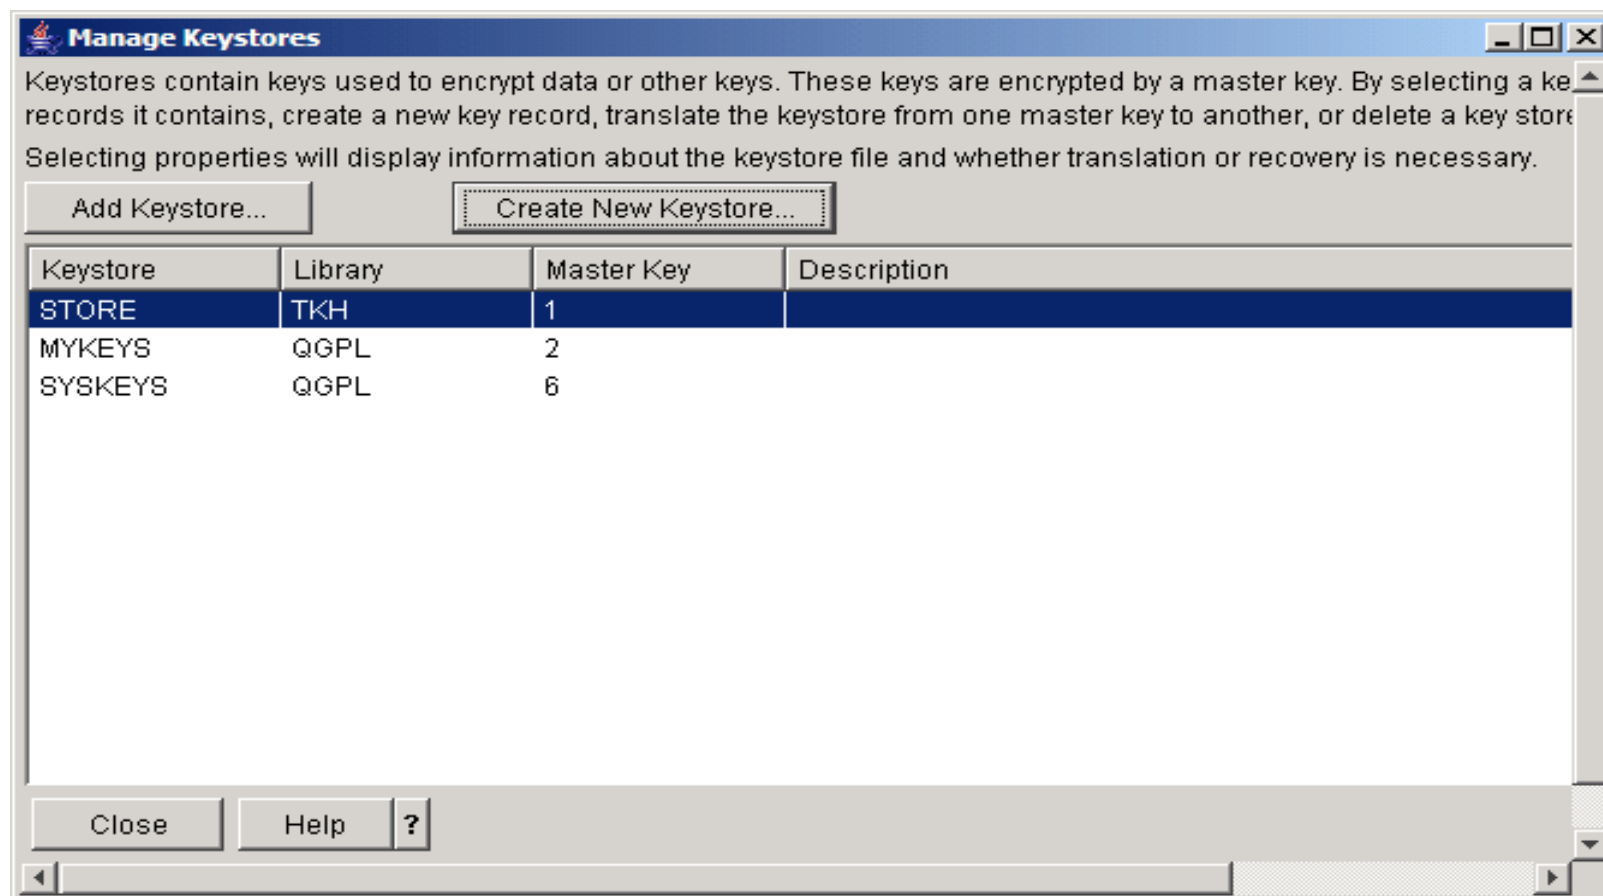 Manage Keystores
Keystores contain keys used to encrypt data or other keys. These keys are encrypted by a master key. By selecting a ke
records it contains, create a new key record, translate the keystore from one master key to another, or delete a key store
Selecting properties will display information about the keystore file and whether translation or recovery is necessary.
Add Keystore... Create New Keystore...
Keystore Library Master Key Description
STORE TKH 1
MYKEYS QGPL 2
SYSKEYS QGPL 6
Close Help ?